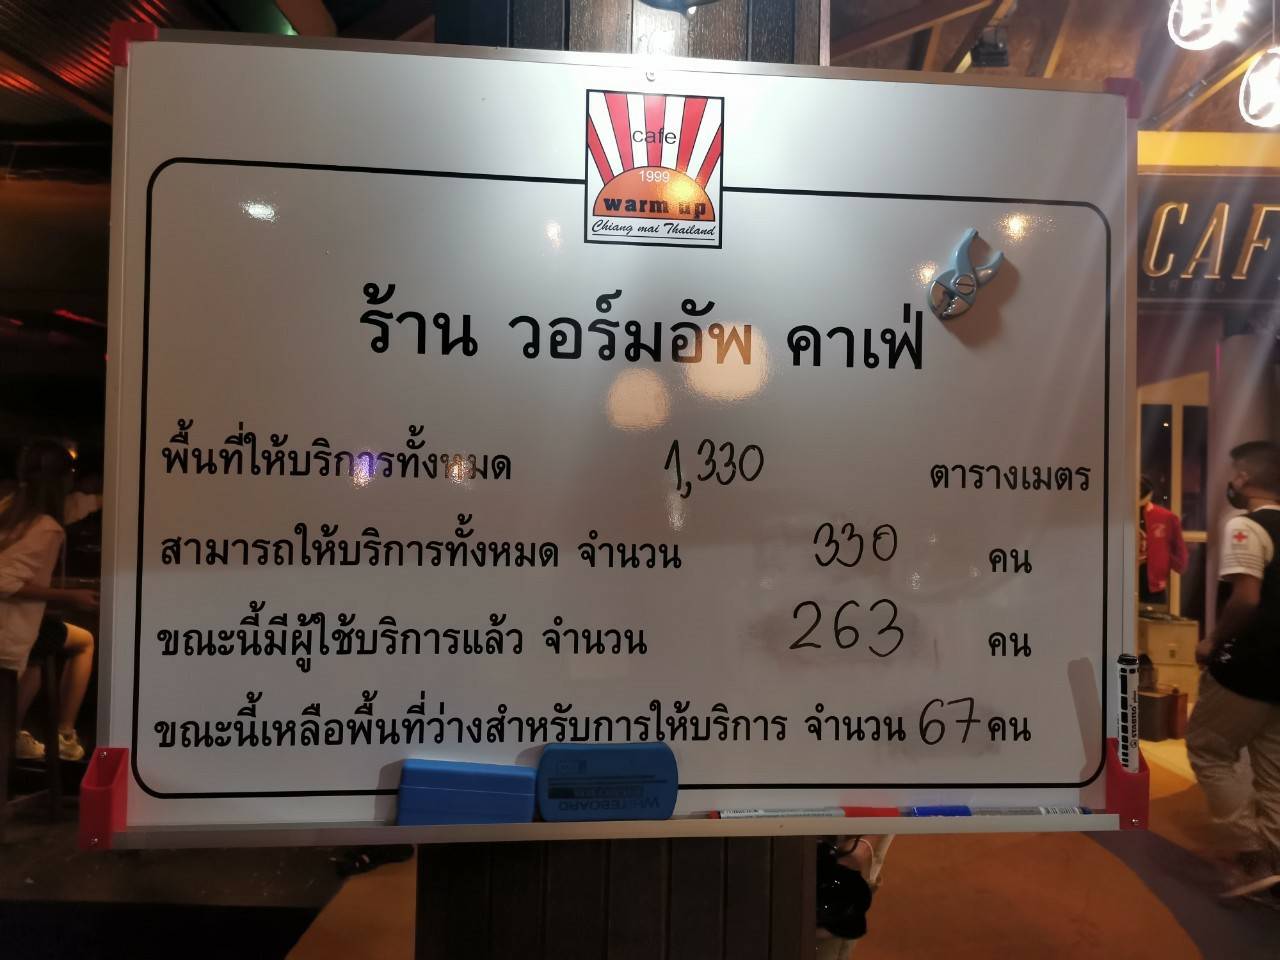 cafe
1999
warm up
Chiang mai Thailand
ร้าน วอร์มอัพ คาเฟ่
พื้นที่ให้บริการทั้งหมด 1,330 ตารางเมตร
สามารถให้บริการทั้งหมด จำนวน 330 คน
ขณะนี้มีผู้ใช้บริการแล้ว จำนวน 263 คน
ขณะนี้เหลือพื้นที่ว่างสำหรับการให้บริการ จำนวน 67 คน
WHITEBOARD
CAF